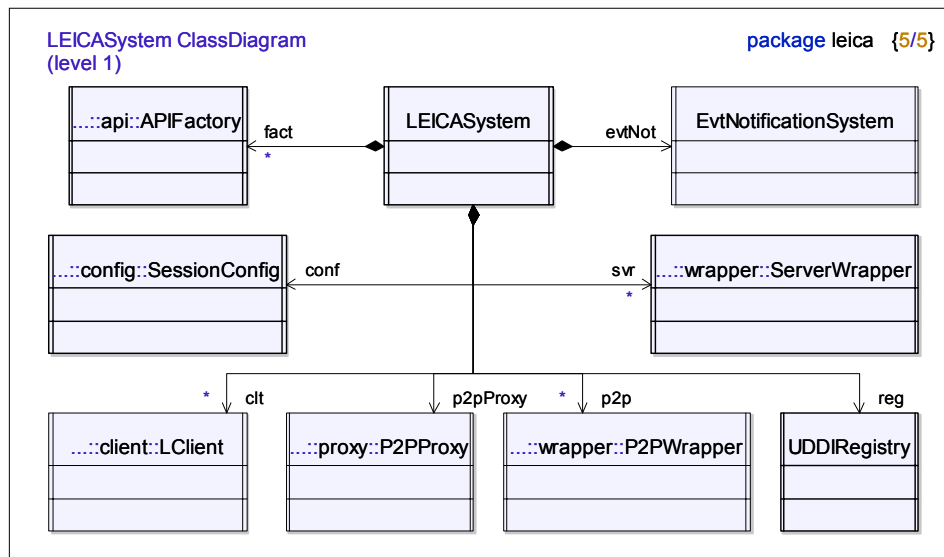 LEICASystem ClassDiagram
(level 1)
package leica {5/5}
...::api::APIFactory
fact
*
LEICASystem
evtNot
EvtNotificationSystem
...::config::SessionConfig
conf
svr
*
...::wrapper::ServerWrapper
* clt
p2pProxy
* p2p
reg
...::client::LClient
...::proxy::P2PProxy
...::wrapper::P2PWrapper
UDDIRegistry